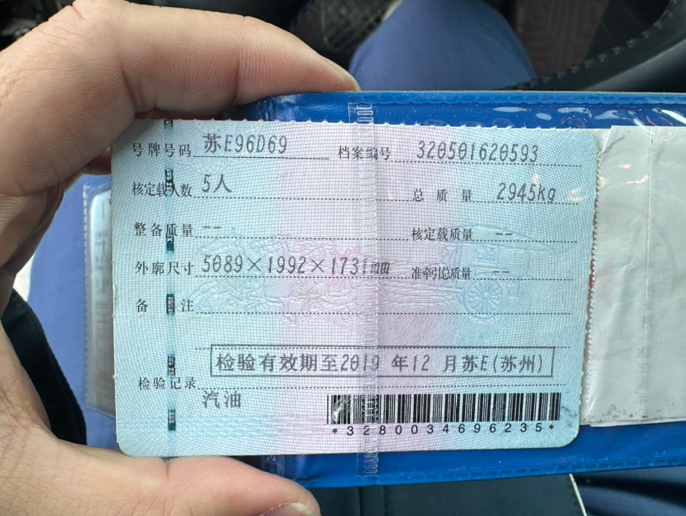 号牌号码 苏E96D69 档案编号 320501620593
核定载人数 5人 总质量 2945kg
整备质量 -- 核定载质量 --
外廓尺寸 5089×1992×1731mm 准牵引总质量 --
备注
检验有效期至2019年12月苏E(苏州)
检验记录
汽油
*3280034696235*